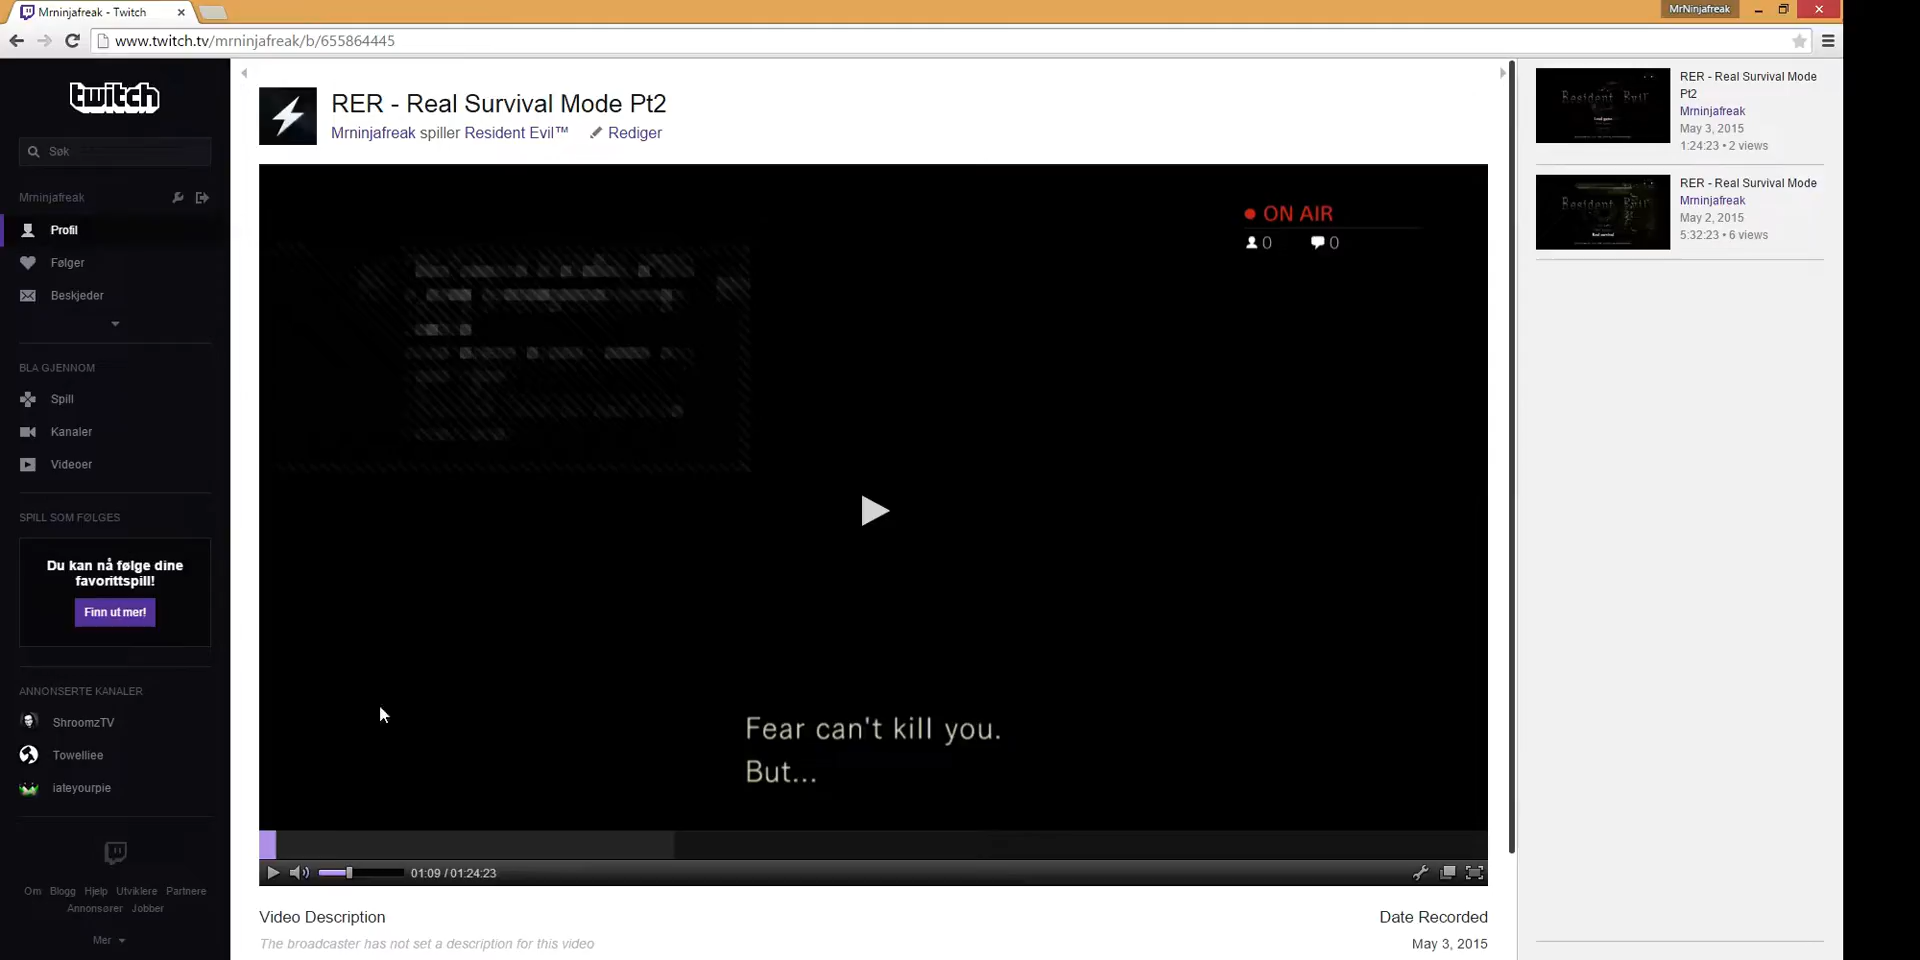 Mrninjafreak - Twitch
MrNinjafreak
www.twitch.tv/mrninjafreak/b/655864445
twitch
Søk
Mrninjafreak
Profil
Følger
Beskjeder
BLA GJENNOM
Spill
Kanaler
Videoer
SPILL SOM FØLGES
Du kan nå følge dine
favorittspill!
Finn ut mer!
ANNONSERTE KANALER
ShroomzTV
Towelliee
iateyourpie
Om Blogg Hjelp Utviklere Partnere
Annonsører Jobber
Mer
RER - Real Survival Mode Pt2
Mrninjafreak spiller Resident Evil™ Rediger
ON AIR
0 0
Fear can't kill you.
But...
01:09 / 01:24:23
Video Description
Date Recorded
The broadcaster has not set a description for this video
May 3, 2015
Resident Evil
RER - Real Survival Mode
Pt2
Mrninjafreak
May 3, 2015
1:24:23 • 2 views
Resident Evil
RER - Real Survival Mode
Mrninjafreak
May 2, 2015
5:32:23 • 6 views